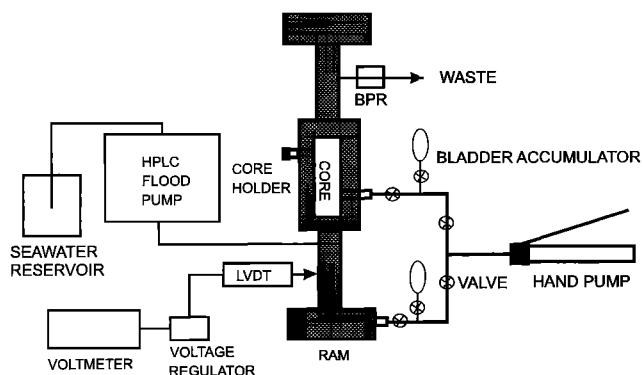 WASTE
BPR
HPLC
FLOOD
PUMP
CORE
HOLDER
CORE
BLADDER ACCUMULATOR
SEAWATER
RESERVOIR
LVDT
VALVE
HAND PUMP
VOLTMETER
VOLTAGE
REGULATOR
RAM